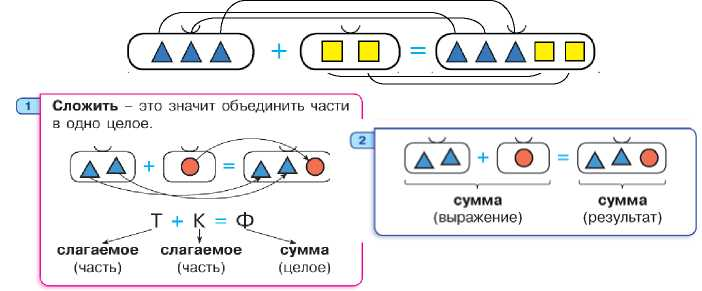 + =
1
Сложить – это значит объединить части
в одно целое.
+ =
Т + К = Ф
слагаемое слагаемое сумма
(часть) (часть) (целое)
2
+ =
сумма сумма
(выражение) (результат)